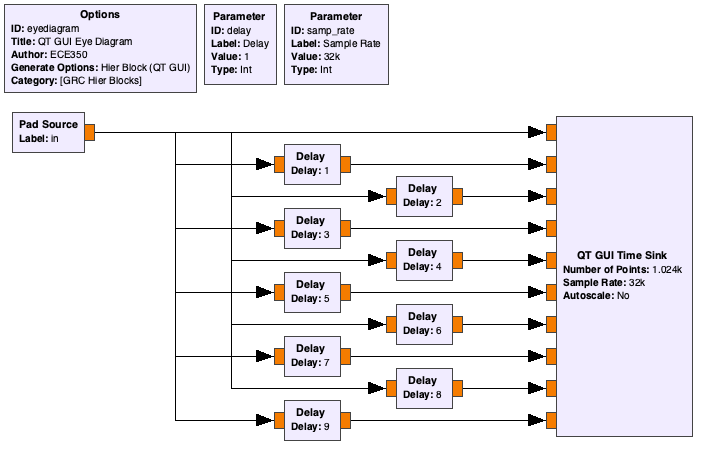 Options
ID: eyediagram
Title: QT GUI Eye Diagram
Author: ECE350
Generate Options: Hier Block (QT GUI)
Category: [GRC Hier Blocks]
Parameter
ID: delay
Label: Delay
Value: 1
Type: Int
Parameter
ID: samp_rate
Label: Sample Rate
Value: 32k
Type: Int
Pad Source
Label: in
Delay
Delay: 1
Delay
Delay: 2
Delay
Delay: 3
Delay
Delay: 4
Delay
Delay: 5
Delay
Delay: 6
Delay
Delay: 7
Delay
Delay: 8
Delay
Delay: 9
QT GUI Time Sink
Number of Points: 1.024k
Sample Rate: 32k
Autoscale: No